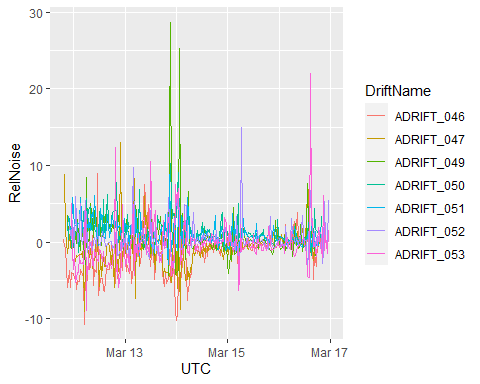 30
20
10
0
-10
RelNoise
Mar 13
Mar 15
Mar 17
UTC
DriftName
ADRIFT_046
ADRIFT_047
ADRIFT_049
ADRIFT_050
ADRIFT_051
ADRIFT_052
ADRIFT_053